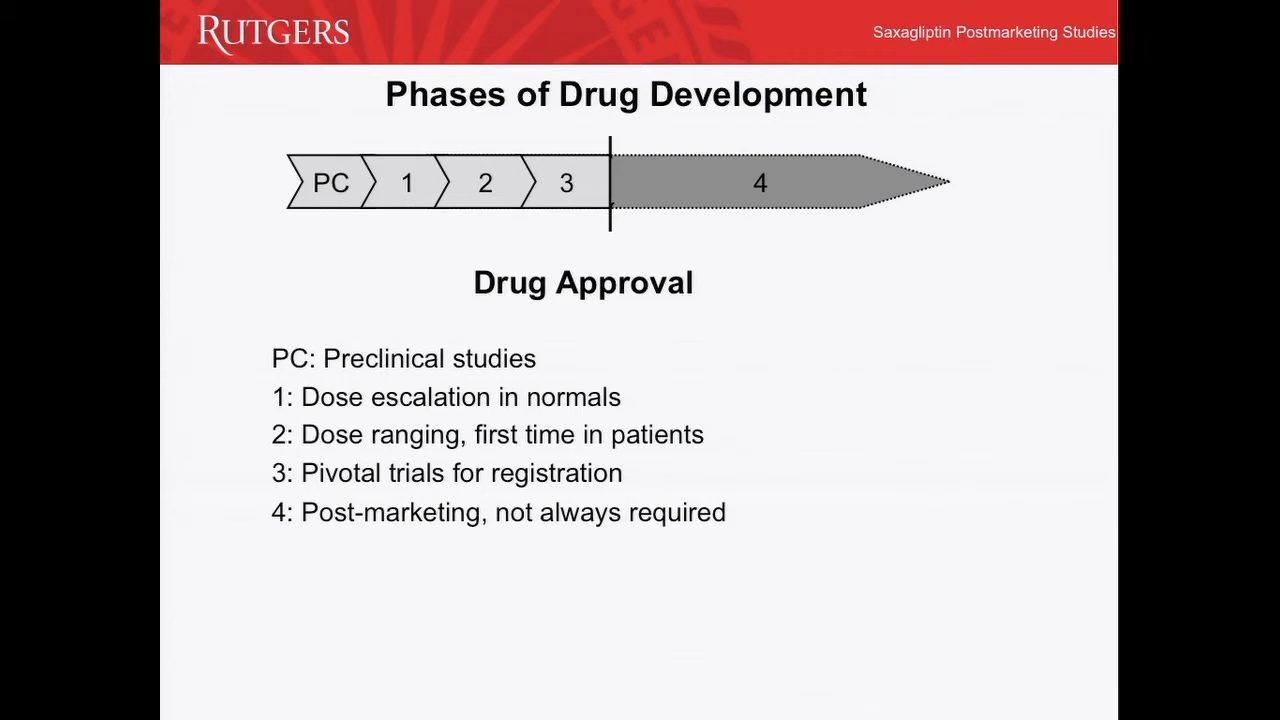 RUTGERS
Saxagliptin Postmarketing Studies
Phases of Drug Development
PC 1 2 3 4
Drug Approval
PC: Preclinical studies
1: Dose escalation in normals
2: Dose ranging, first time in patients
3: Pivotal trials for registration
4: Post-marketing, not always required